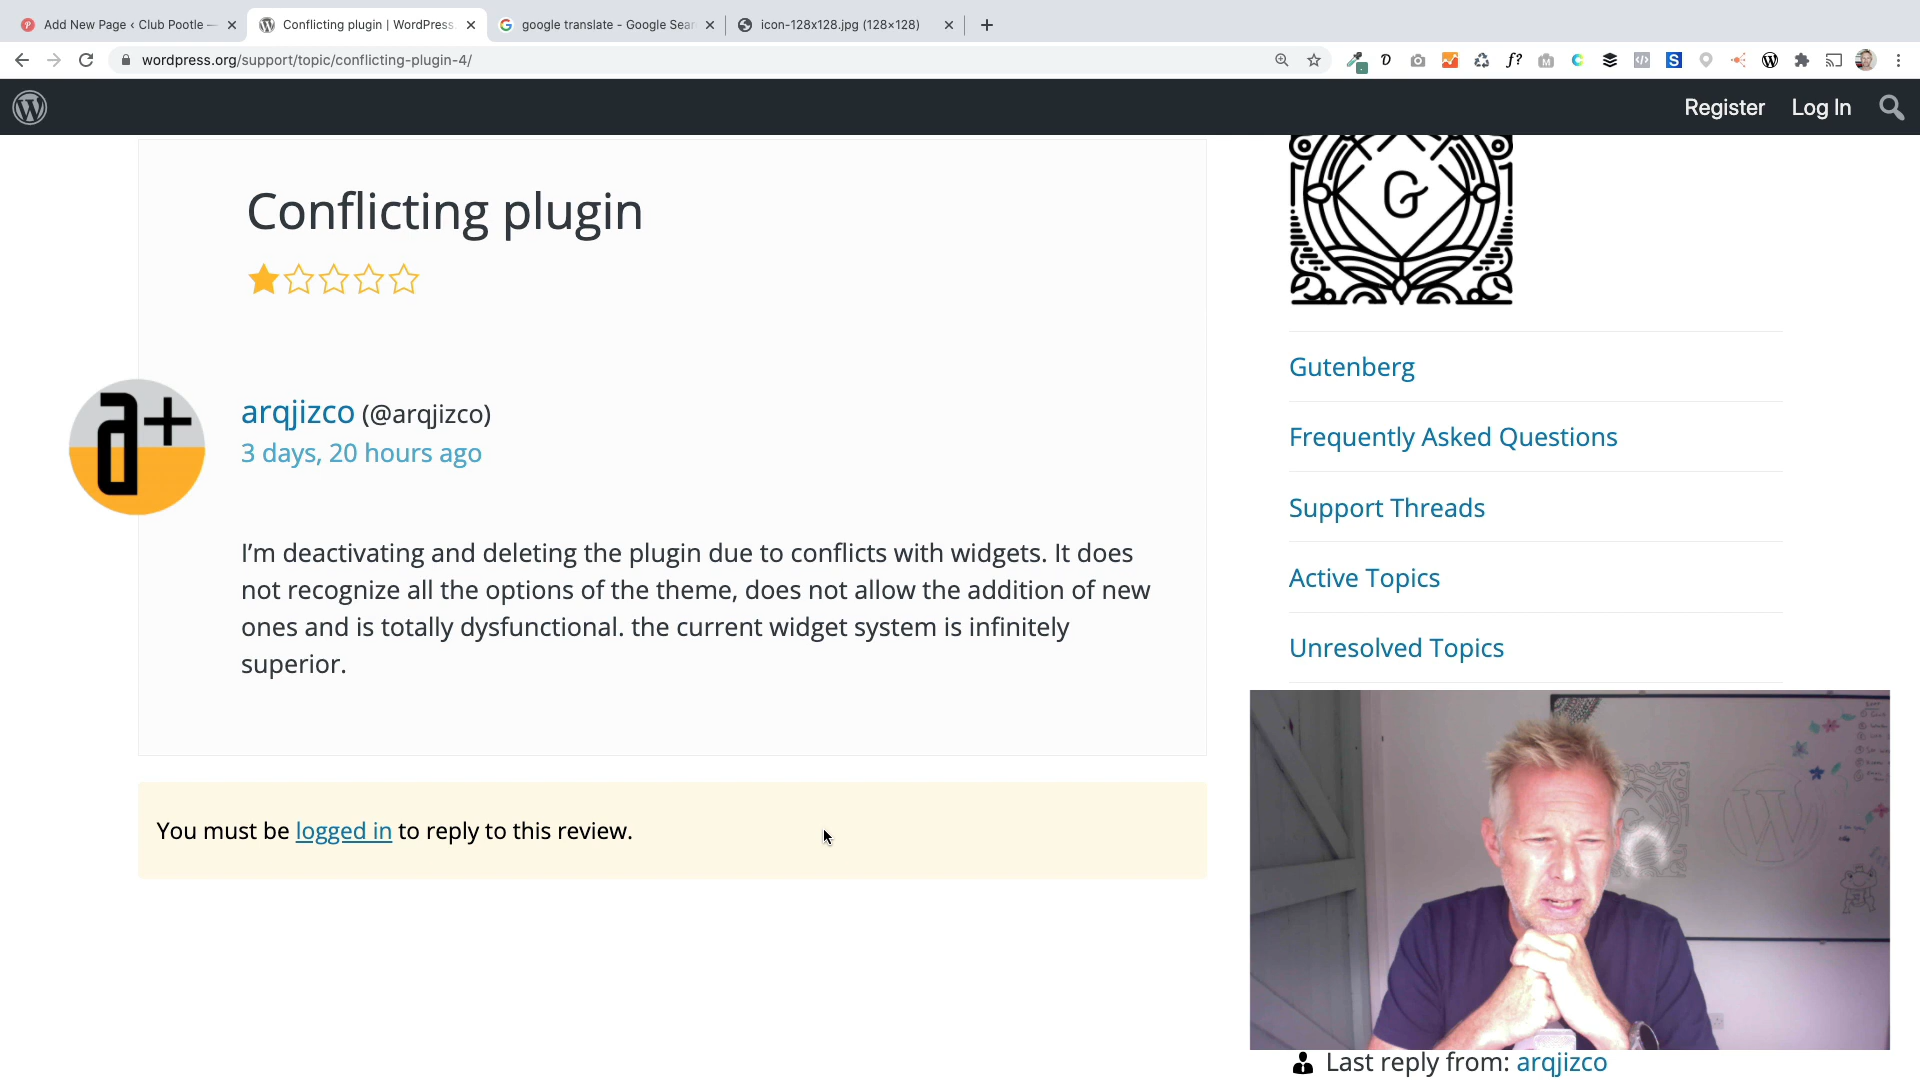 Add New Page ‹ Club Pootle —
Conflicting plugin | WordPress.
google translate - Google Sear
icon-128x128.jpg (128×128)
wordpress.org/support/topic/conflicting-plugin-4/
Register Log In
Conflicting plugin
G
arqjizco (@arqjizco)
3 days, 20 hours ago
a+
I’m deactivating and deleting the plugin due to conflicts with widgets. It does
not recognize all the options of the theme, does not allow the addition of new
ones and is totally dysfunctional. the current widget system is infinitely
superior.
You must be logged in to reply to this review.
Gutenberg
Frequently Asked Questions
Support Threads
Active Topics
Unresolved Topics
Last reply from: arqjizco